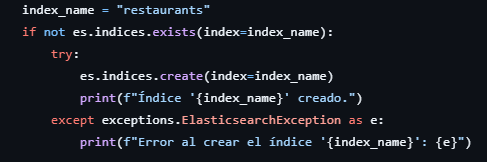 index_name = "restaurants"
if not es.indices.exists(index=index_name):
    try:
        es.indices.create(index=index_name)
        print(f"Índice '{index_name}' creado.")
    except exceptions.ElasticsearchException as e:
        print(f"Error al crear el índice '{index_name}': {e}")